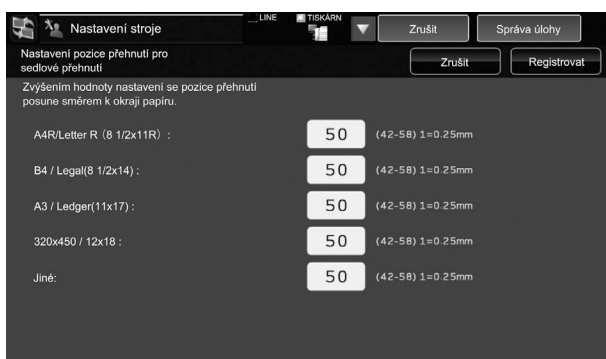 Nastavení stroje
LINE
TISKÁRN
Zrušit
Správa úlohy
Nastavení pozice přehnutí pro
sedlové přehnutí
Zrušit
Registrovat
Zvýšením hodnoty nastavení se pozice přehnutí
posune směrem k okraji papíru.
A4R/Letter R (8 1/2x11R) : 50 (42-58) 1=0.25mm
B4 / Legal(8 1/2x14) : 50 (42-58) 1=0.25mm
A3 / Ledger(11x17) : 50 (42-58) 1=0.25mm
320x450 / 12x18 : 50 (42-58) 1=0.25mm
Jiné: 50 (42-58) 1=0.25mm